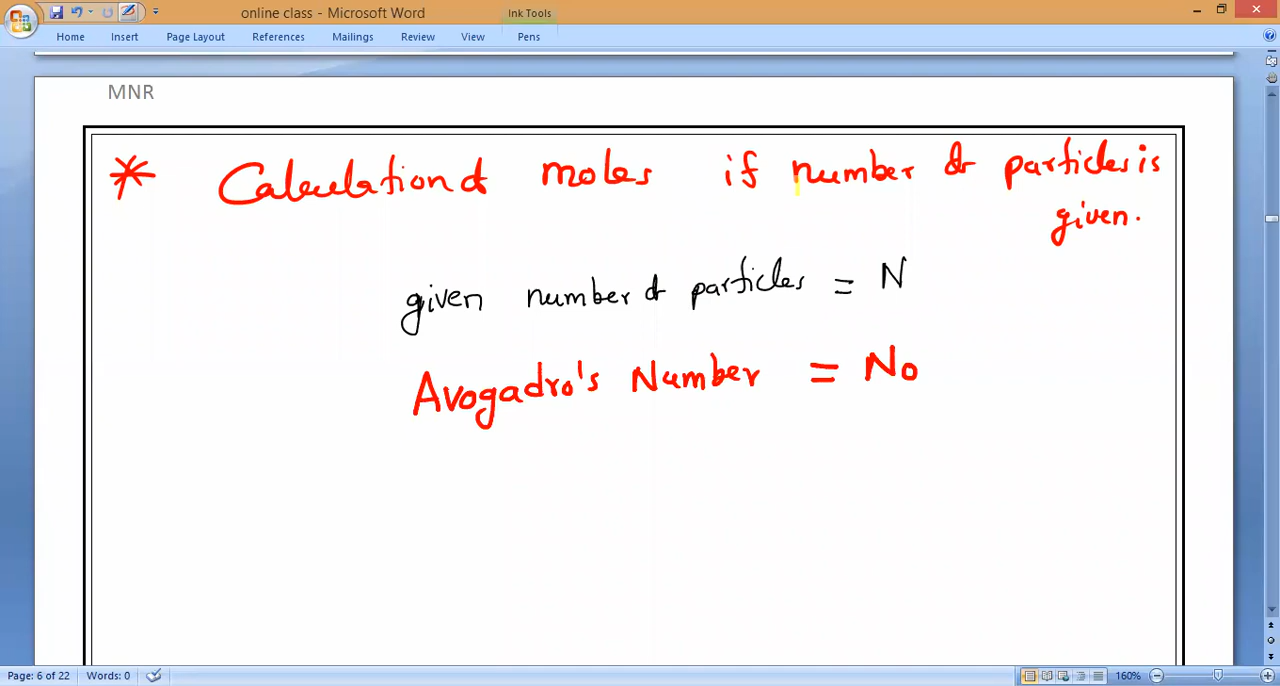 online class - Microsoft Word
Ink Tools
Home Insert Page Layout References Mailings Review View Pens
MNR
* Calculation of moles if number of particles is
given.
given number of particles = N
Avogadro's Number = No
Page: 6 of 22 Words: 0 160%